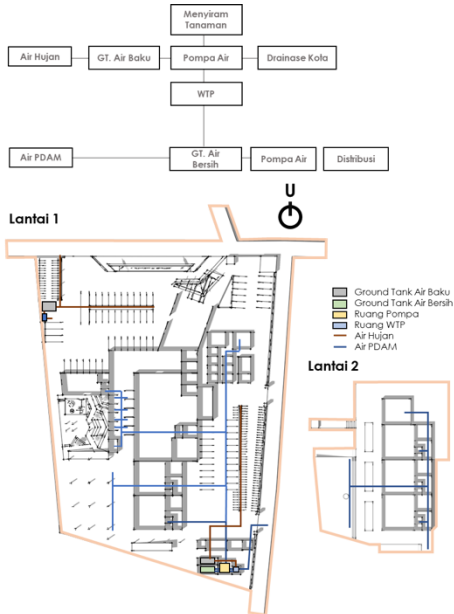 Menyiram
Tanaman
Air Hujan
GT. Air Baku
Pompa Air
Drainase Kota
WTP
Air PDAM
GT. Air
Bersih
Pompa Air
Distribusi
U
Lantai 1
Ground Tank Air Baku
Ground Tank Air Bersih
Ruang Pompa
Ruang WTP
Air Hujan
Air PDAM
Lantai 2